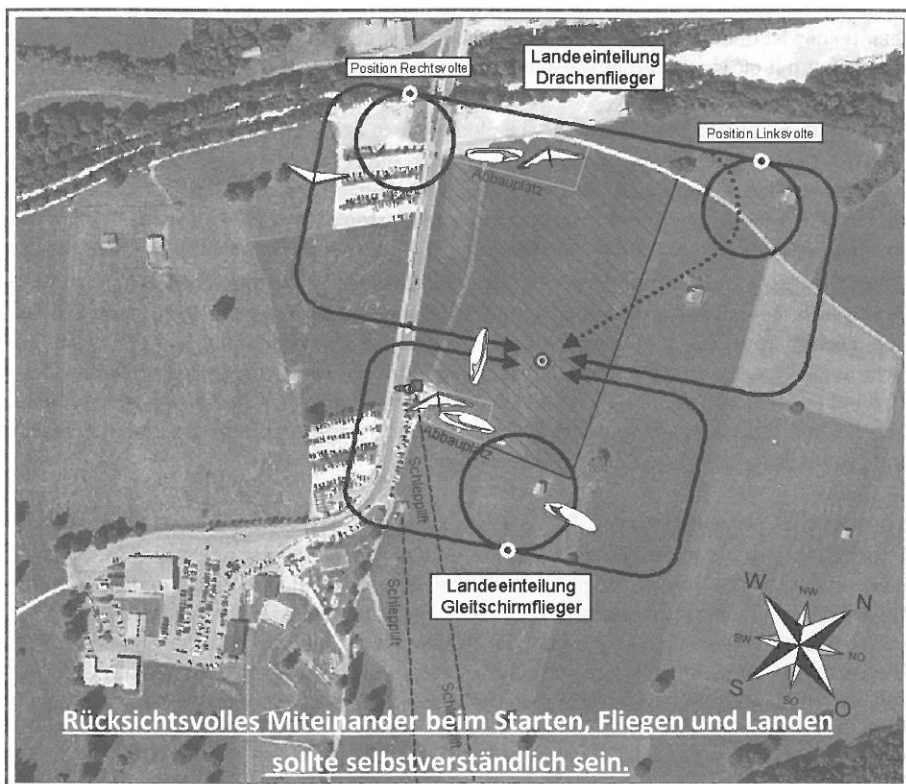 Landeeinteilung
Drachenflieger
Position Rechtsvolte
Position Linksvolte
Abbauplatz
Abbauplatz
Schlepplift
Schlepplift
Schlepplift
Landeeinteilung
Gleitschirmflieger
W
NW
N
SW
NO
S
SO
O
Rücksichtsvolles Miteinander beim Starten, Fliegen und Landen
sollte selbstverständlich sein.